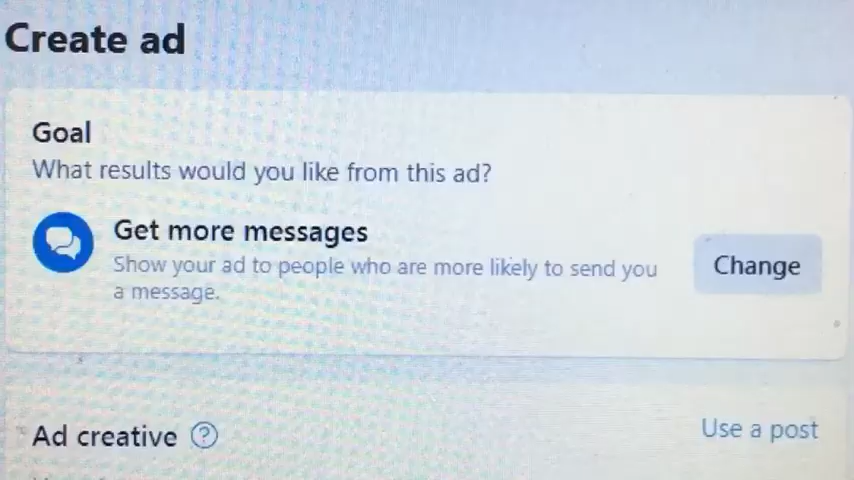 Create ad
Goal
What results would you like from this ad?
Get more messages
Show your ad to people who are more likely to send you
a message.
Change
Ad creative
Use a post